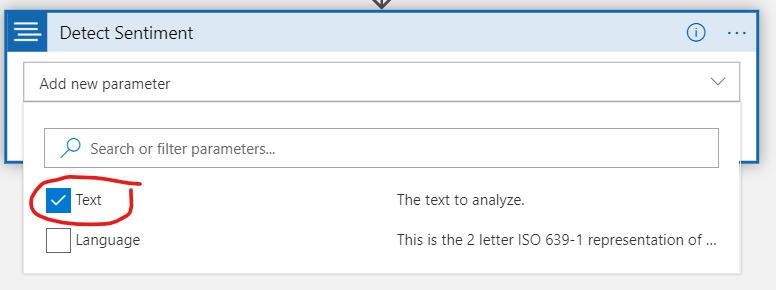 Detect Sentiment
Add new parameter
Search or filter parameters...
Text The text to analyze.
Language This is the 2 letter ISO 639-1 representation of ...